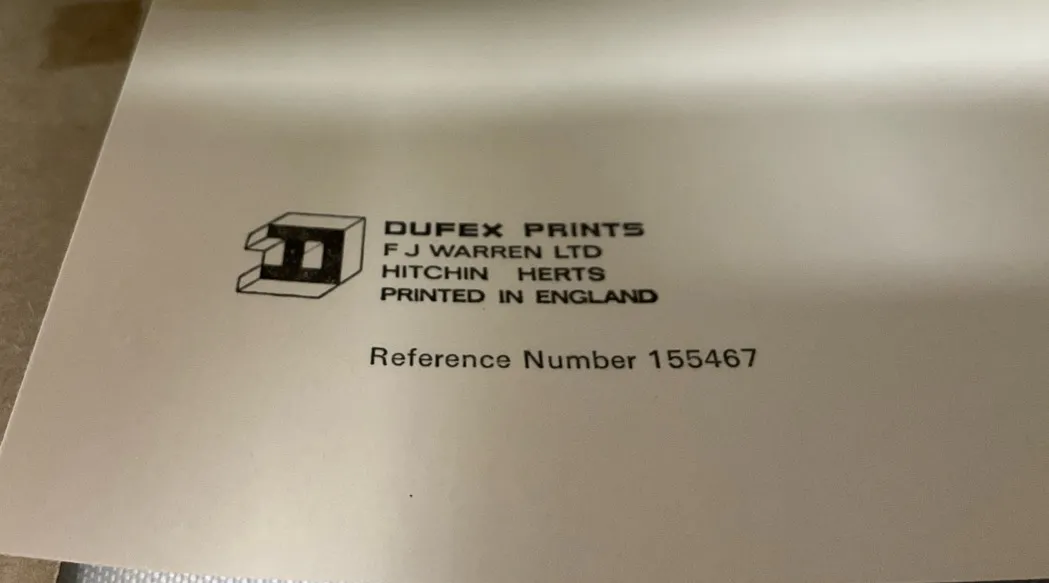 D
DUFEX PRINTS
F J WARREN LTD
HITCHIN HERTS
PRINTED IN ENGLAND
Reference Number 155467